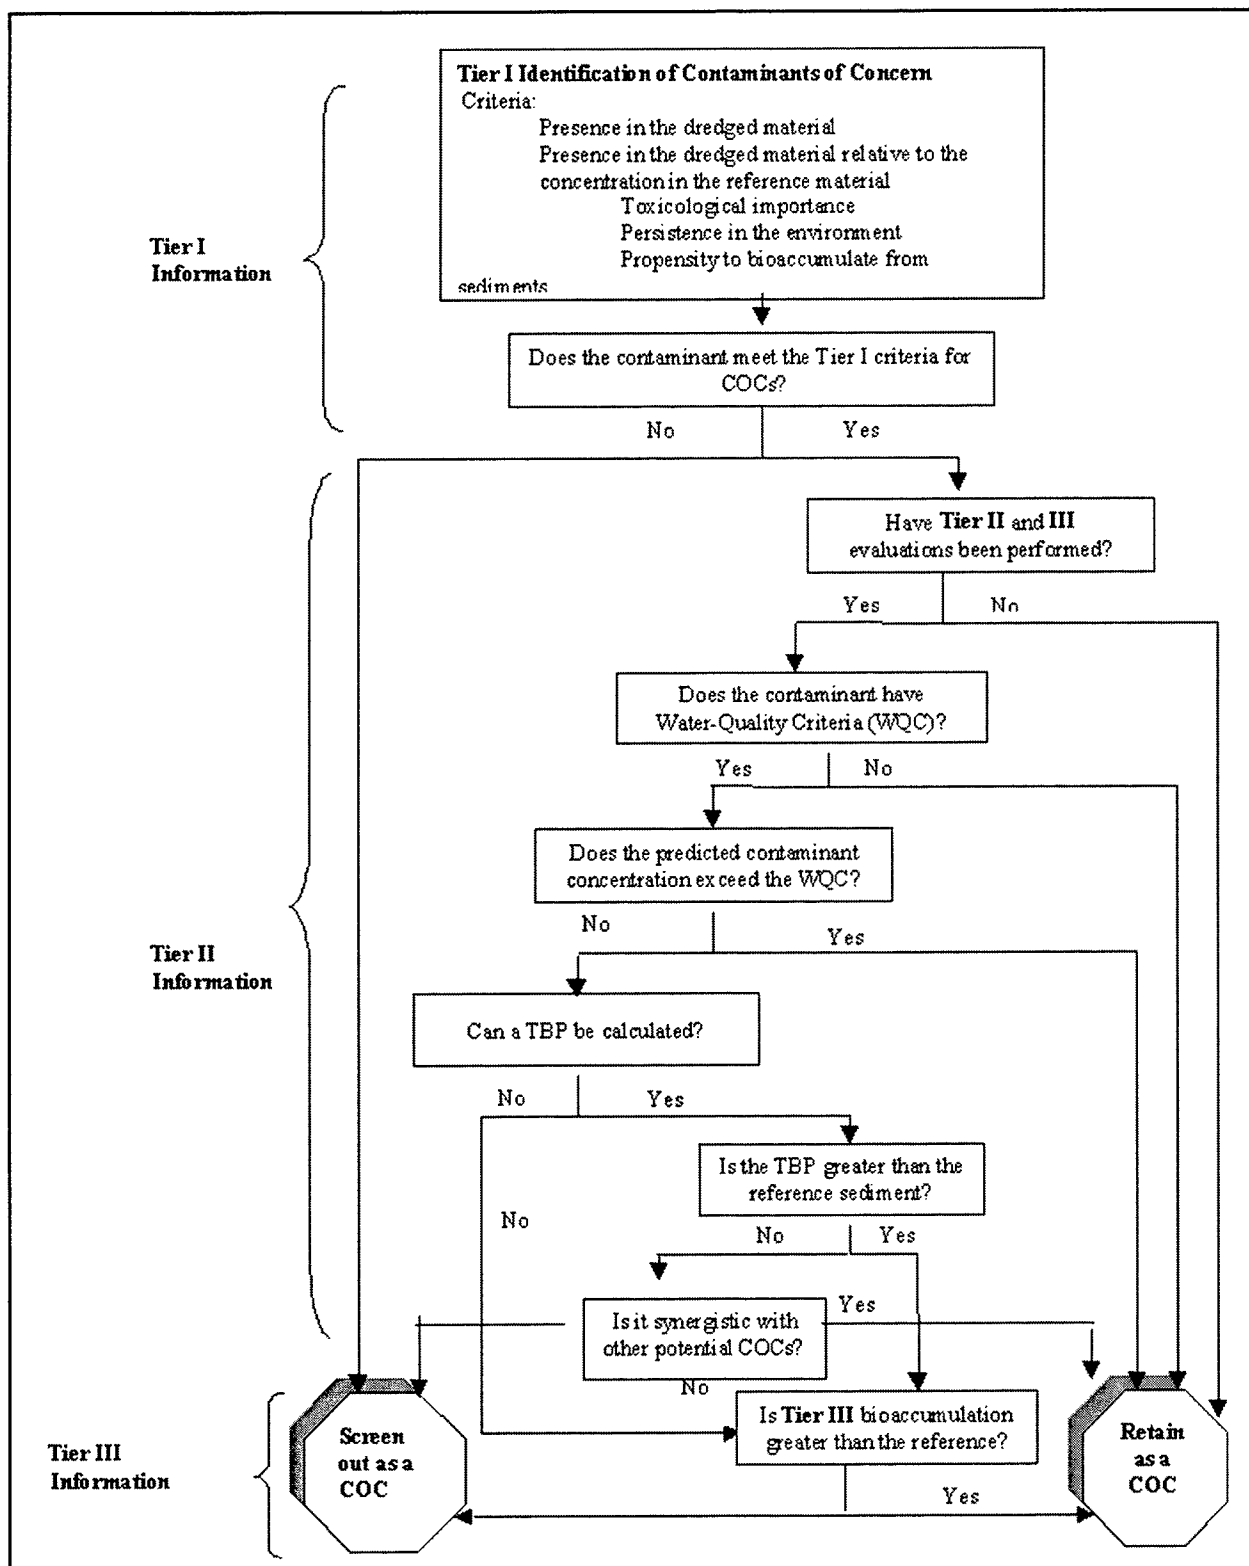 Tier I Identification of Contaminants of Concern
Criteria:
Presence in the dredged material
Presence in the dredged material relative to the
concentration in the reference material
Toxicological importance
Persistence in the environment
Propensity to bioaccumulate from
sediments
Tier I
Information
Does the contaminant meet the Tier I criteria for
COCs?
No
Yes
Have Tier II and III
evaluations been performed?
Yes
No
Does the contaminant have
Water-Quality Criteria (WQC)?
Yes
No
Does the predicted contaminant
concentration exceed the WQC?
No
Yes
Tier II
Information
Can a TBP be calculated?
No
Yes
Is the TBP greater than the
reference sediment?
No
No
Yes
Is it synergistic with
other potential COCs?
Yes
No
Is Tier III bioaccumulation
greater than the reference?
Yes
Tier III
Information
Screen
out as a
COC
Retain
as a
COC